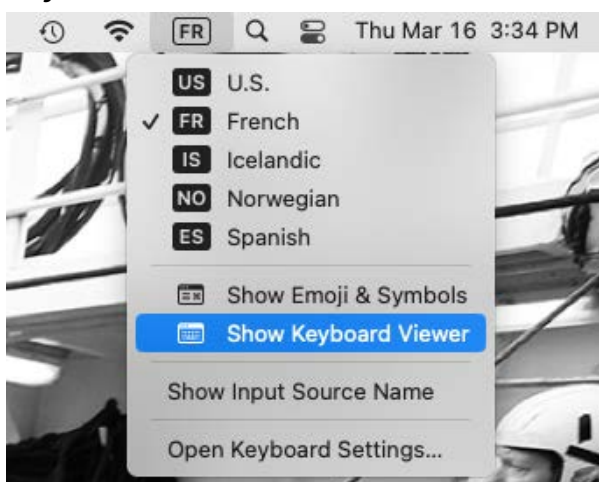 FR Thu Mar 16 3:34 PM
US U.S.
✓ FR French
IS Icelandic
NO Norwegian
ES Spanish
Show Emoji & Symbols
Show Keyboard Viewer
Show Input Source Name
Open Keyboard Settings...